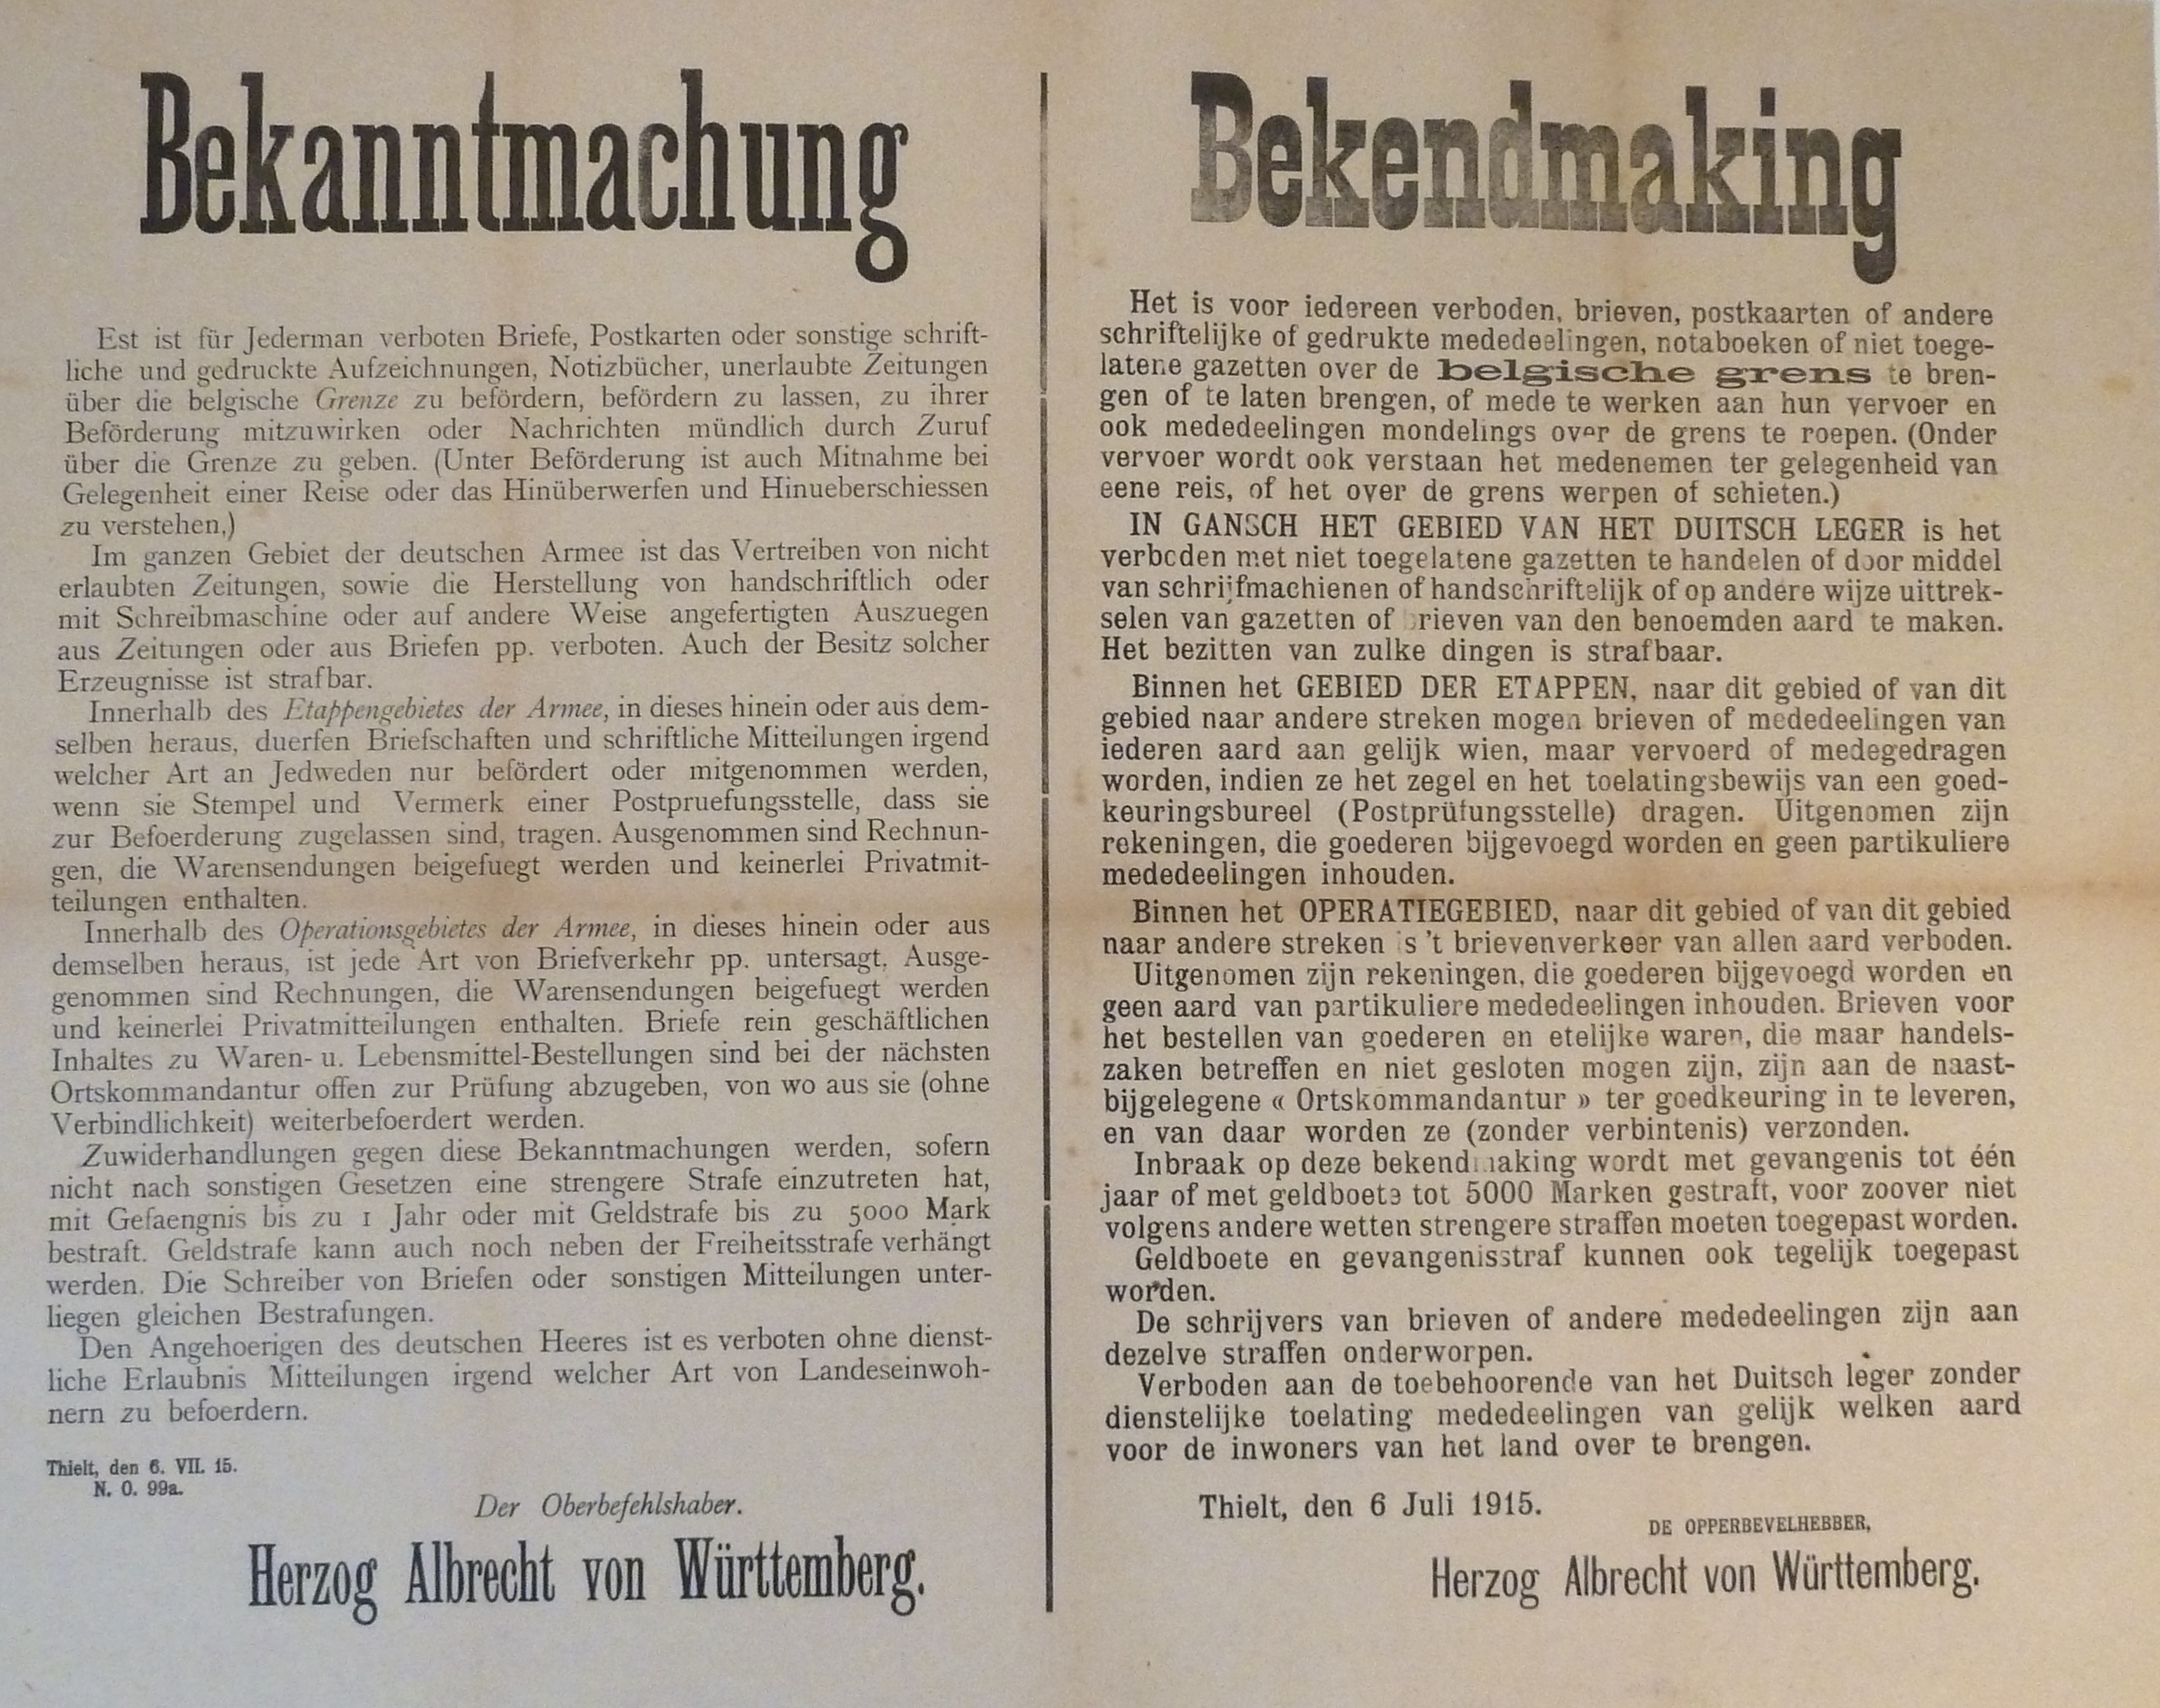 Bekanntmachung
Est ist für Jederman verboten Briefe, Postkarten oder sonstige schrift-
liche und gedruckte Aufzeichnungen, Notizbücher, unerlaubte Zeitungen
über die belgische Grenze zu befördern, befördern zu lassen, zu ihrer
Beförderung mitzuwirken oder Nachrichten mündlich durch Zuruf
über die Grenze zu geben. (Unter Beförderung ist auch Mitnahme bei
Gelegenheit einer Reise oder das Hinüberwerfen und Hinueberschiessen
zu verstehen,)
Im ganzen Gebiet der deutschen Armee ist das Vertreiben von nicht
erlaubten Zeitungen, sowie die Herstellung von handschriftlich oder
mit Schreibmaschine oder auf andere Weise angefertigten Auszuegen
aus Zeitungen oder aus Briefen pp. verboten. Auch der Besitz solcher
Erzeugnisse ist strafbar.
Innerhalb des Etappengebietes der Armee, in dieses hinein oder aus dem-
selben heraus, duerfen Briefschaften und schriftliche Mitteilungen irgend
welcher Art an Jedweden nur befördert oder mitgenommen werden,
wenn sie Stempel und Vermerk einer Postpruefungsstelle, dass sie
zur Befoerderung zugelassen sind, tragen. Ausgenommen sind Rechnun-
gen, die Warensendungen beigefuegt werden und keinerlei Privatmit-
teilungen enthalten.
Innerhalb des Operationsgebietes der Armee, in dieses hinein oder aus
demselben heraus, ist jede Art von Briefverkehr pp. untersagt. Ausge-
genommen sind Rechnungen, die Warensendungen beigefuegt werden
und keinerlei Privatmitteilungen enthalten. Briefe rein geschäftlichen
Inhaltes zu Waren- u. Lebensmittel-Bestellungen sind bei der nächsten
Ortskommandantur offen zur Prüfung abzugeben, von wo aus sie (ohne
Verbindlichkeit) weiterbefoerdert werden.
Zuwiderhandlungen gegen diese Bekanntmachungen werden, sofern
nicht nach sonstigen Gesetzen eine strengere Strafe einzutreten hat,
mit Gefaengnis bis zu 1 Jahr oder mit Geldstrafe bis zu 5000 Mark
bestraft. Geldstrafe kann auch noch neben der Freiheitsstrafe verhängt
werden. Die Schreiber von Briefen oder sonstigen Mitteilungen unter-
liegen gleichen Bestrafungen.
Den Angehoerigen des deutschen Heeres ist es verboten ohne dienst-
liche Erlaubnis Mitteilungen irgend welcher Art von Landeseinwoh-
nern zu befoerdern.
Thielt, den 6. VII. 15.
N. O. 99a.
Der Oberbefehlshaber.
Herzog Albrecht von Württemberg.
Bekendmaking
Het is voor iedereen verboden, brieven, postkaarten of andere
schriftelijke of gedrukte mededeelingen, notaboeken of niet toege-
latene gazetten over de belgische grens te bren-
gen of te laten brengen, of mede te werken aan hun vervoer en
ook mededeelingen mondelings over de grens te roepen. (Onder
vervoer wordt ook verstaan het medenemen ter gelegenheid van
eene reis, of het over de grens werpen of schieten.)
IN GANSCH HET GEBIED VAN HET DUITSCH LEGER is het
verboden met niet toegelatene gazetten te handelen of door middel
van schrijfmachienen of handschriftelijk of op andere wijze uittrek-
selen van gazetten of brieven van den benoemden aard te maken.
Het bezitten van zulke dingen is strafbaar.
Binnen het GEBIED DER ETAPPEN, naar dit gebied of van dit
gebied naar andere streken mogen brieven of mededeelingen van
iederen aard aan gelijk wien, maar vervoerd of medegedragen
worden, indien ze het zegel en het toelatingsbewijs van een goed-
keuringsbureel (Postprüfungsstelle) dragen. Uitgenomen zijn
rekeningen, die goederen bijgevoegd worden en geen partikuliere
mededeelingen inhouden.
Binnen het OPERATIEGEBIED, naar dit gebied of van dit gebied
naar andere streken is 't brievenverkeer van allen aard verboden.
Uitgenomen zijn rekeningen, die goederen bijgevoegd worden en
geen aard van partikuliere mededeelingen inhouden. Brieven voor
het bestellen van goederen en etelijke waren, die maar handels-
zaken betreffen en niet gesloten mogen zijn, zijn aan de naast-
bijgelegene « Ortskommandantur » ter goedkeuring in te leveren,
en van daar worden ze (zonder verbintenis) verzonden.
Inbraak op deze bekendmaking wordt met gevangenis tot één
jaar of met geldboete tot 5000 Marken gestraft, voor zoover niet
volgens andere wetten strengere straffen moeten toegepast worden.
Geldboete en gevangenisstraf kunnen ook tegelijk toegepast
worden.
De schrijvers van brieven of andere mededeelingen zijn aan
dezelve straffen onderworpen.
Verboden aan de toebehoorende van het Duitsch leger zonder
dienstelijke toelating mededeelingen van gelijk welken aard
voor de inwoners van het land over te brengen.
Thielt, den 6 Juli 1915.
DE OPPERBEVELHEBBER,
Herzog Albrecht von Württemberg.